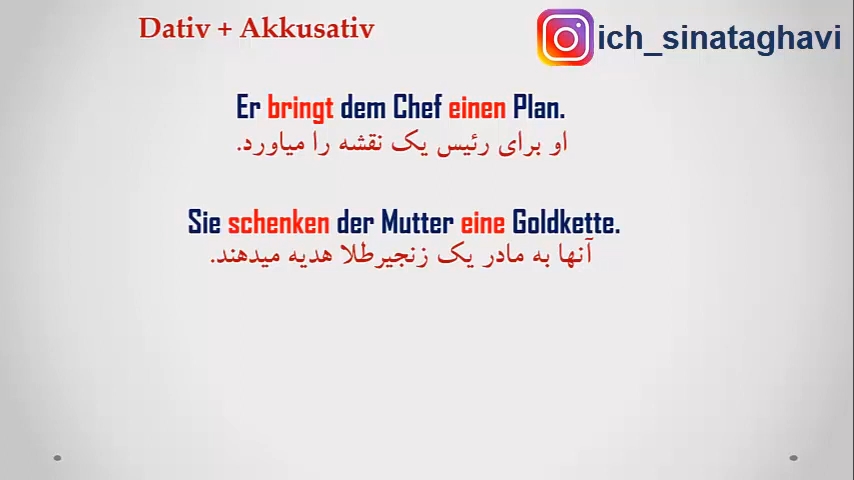 Dativ + Akkusativ
ich_sinataghavi
Er bringt dem Chef einen Plan.
او برای رئیس یک نقشه را میاورد.
Sie schenken der Mutter eine Goldkette.
آنها به مادر یک زنجیرطلا هدیه میدهند.